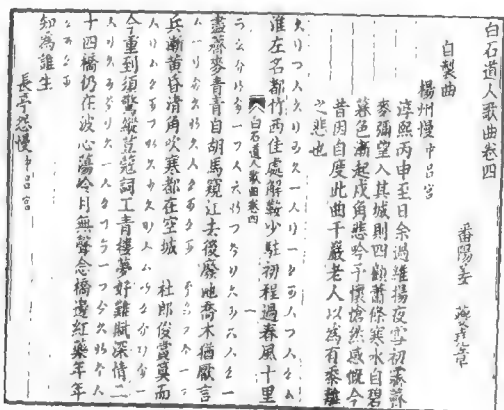 白石道人歌曲卷四
番陽姜 夔堯章
自製曲
楊州慢 中呂宮
淳熙丙申至日余過維揚夜雪初霽薺
麥彌望入其城則四顧蕭條寒水自碧
暮色漸起戍角悲吟予懷愴然感慨今
昔因自度此曲千巖老人以為有黍離
之悲也
淮左名都竹西佳處解鞍少駐初程過春風十里
白石道人歌曲卷四 一
盡薺麥青青自胡馬窺江去後廢池喬木猶厭言
兵漸黃昏清角吹寒都在空城 杜郎俊賞算而
今重到須驚縱荳蔻詞工青樓夢好難賦深情二
十四橋仍在波心蕩冷月無聲念橋邊紅藥年年
知為誰生
長亭怨慢 中呂宮